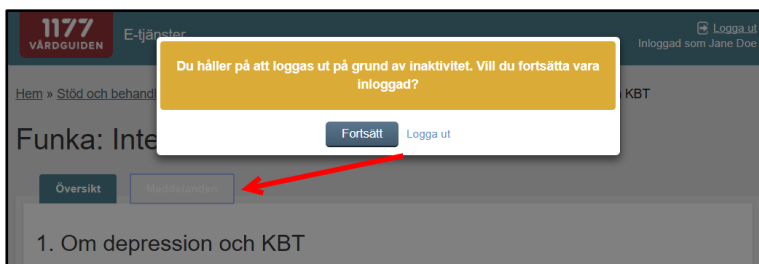 1177
VÅRDGUIDEN
E-tjänster
Logga ut
Inloggad som Jane Doe
Du håller på att loggas ut på grund av inaktivitet. Vill du fortsätta vara
inloggad?
Hem » Stöd och behandl
KBT
Funka: Inte
Fortsätt Logga ut
Översikt Meddelanden
1. Om depression och KBT